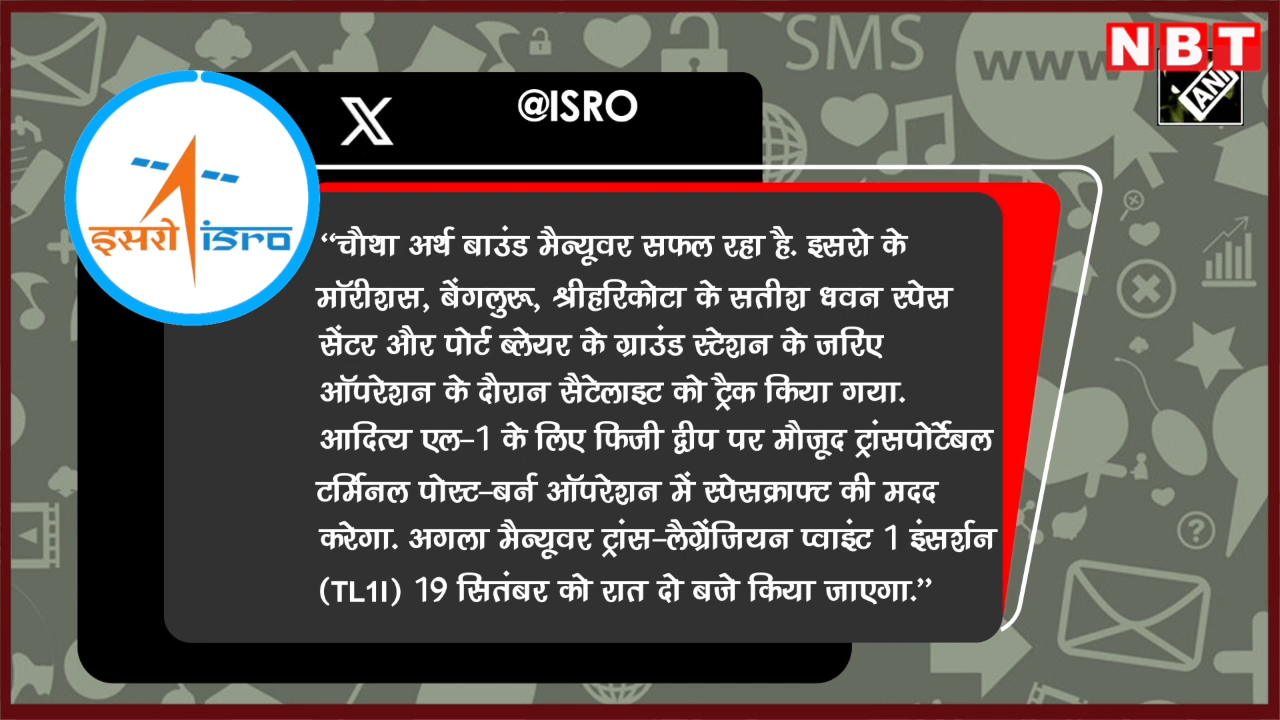 SMS
www
NBT
ANI
X
@ISRO
इसरो isro
“चौथा अर्थ बाउंड मैन्यूवर सफल रहा है. इसरो के
मॉरीशस, बेंगलुरू, श्रीहरिकोटा के सतीश धवन स्पेस
सेंटर और पोर्ट ब्लेयर के ग्राउंड स्टेशन के जरिए
ऑपरेशन के दौरान सैटेलाइट को ट्रैक किया गया.
आदित्य एल-1 के लिए फिजी द्वीप पर मौजूद ट्रांसपोर्टेबल
टर्मिनल पोस्ट-बर्न ऑपरेशन में स्पेसक्राफ्ट की मदद
करेगा. अगला मैन्यूवर ट्रांस-लैग्रेंजियन प्वाइंट 1 इंसर्शन
(TL1I) 19 सितंबर को रात दो बजे किया जाएगा.”